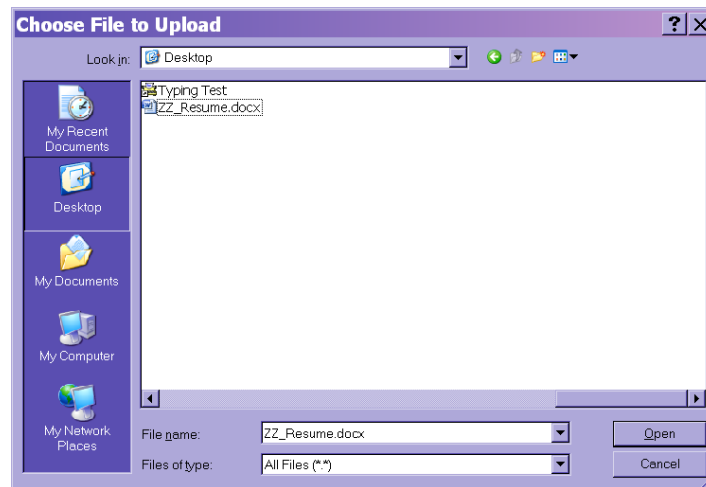 Choose File to Upload
Look in: Desktop
Typing Test
ZZ_Resume.docx
My Recent
Documents
Desktop
My Documents
My Computer
My Network
Places
File name: ZZ_Resume.docx Open
Files of type: All Files (*.*) Cancel